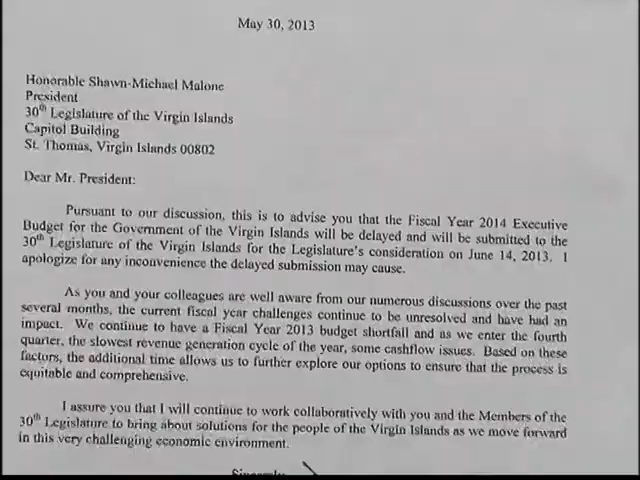 May 30, 2013
Honorable Shawn-Michael Malone
President
30th Legislature of the Virgin Islands
Capitol Building
St. Thomas, Virgin Islands 00802
Dear Mr. President:
Pursuant to our discussion, this is to advise you that the Fiscal Year 2014 Executive
Budget for the Government of the Virgin Islands will be delayed and will be submitted to the
30th Legislature of the Virgin Islands for the Legislature's consideration on June 14, 2013. I
apologize for any inconvenience the delayed submission may cause.
As you and your colleagues are well aware from our numerous discussions over the past
several months, the current fiscal year challenges continue to be unresolved and have had an
impact. We continue to have a Fiscal Year 2013 budget shortfall and as we enter the fourth
quarter, the slowest revenue generation cycle of the year, some cashflow issues. Based on these
factors, the additional time allows us to further explore our options to ensure that the process is
equitable and comprehensive.
I assure you that I will continue to work collaboratively with you and the Members of the
30th Legislature to bring about solutions for the people of the Virgin Islands as we move forward
in this very challenging economic environment.
Sincerely